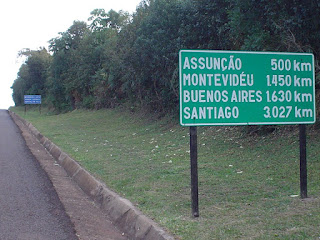 ASSUNÇÃO 500 km
MONTEVIDÉU 1.450 km
BUENOS AIRES 1.630 km
SANTIAGO 3.027 km